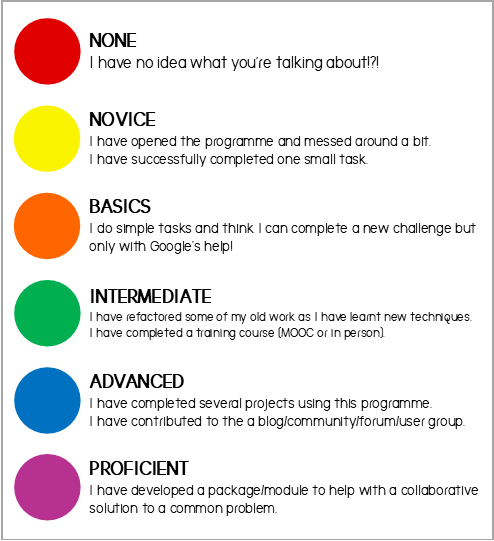 NONE
I have no idea what you're talking about!?!
NOVICE
I have opened the programme and messed around a bit.
I have successfully completed one small task.
BASICS
I do simple tasks and think I can complete a new challenge but
only with Google's help!
INTERMEDIATE
I have refactored some of my old work as I have learnt new techniques.
I have completed a training course (MOOC or in person).
ADVANCED
I have completed several projects using this programme.
I have contributed to the a blog/community/forum/user group.
PROFICIENT
I have developed a package/module to help with a collaborative
solution to a common problem.